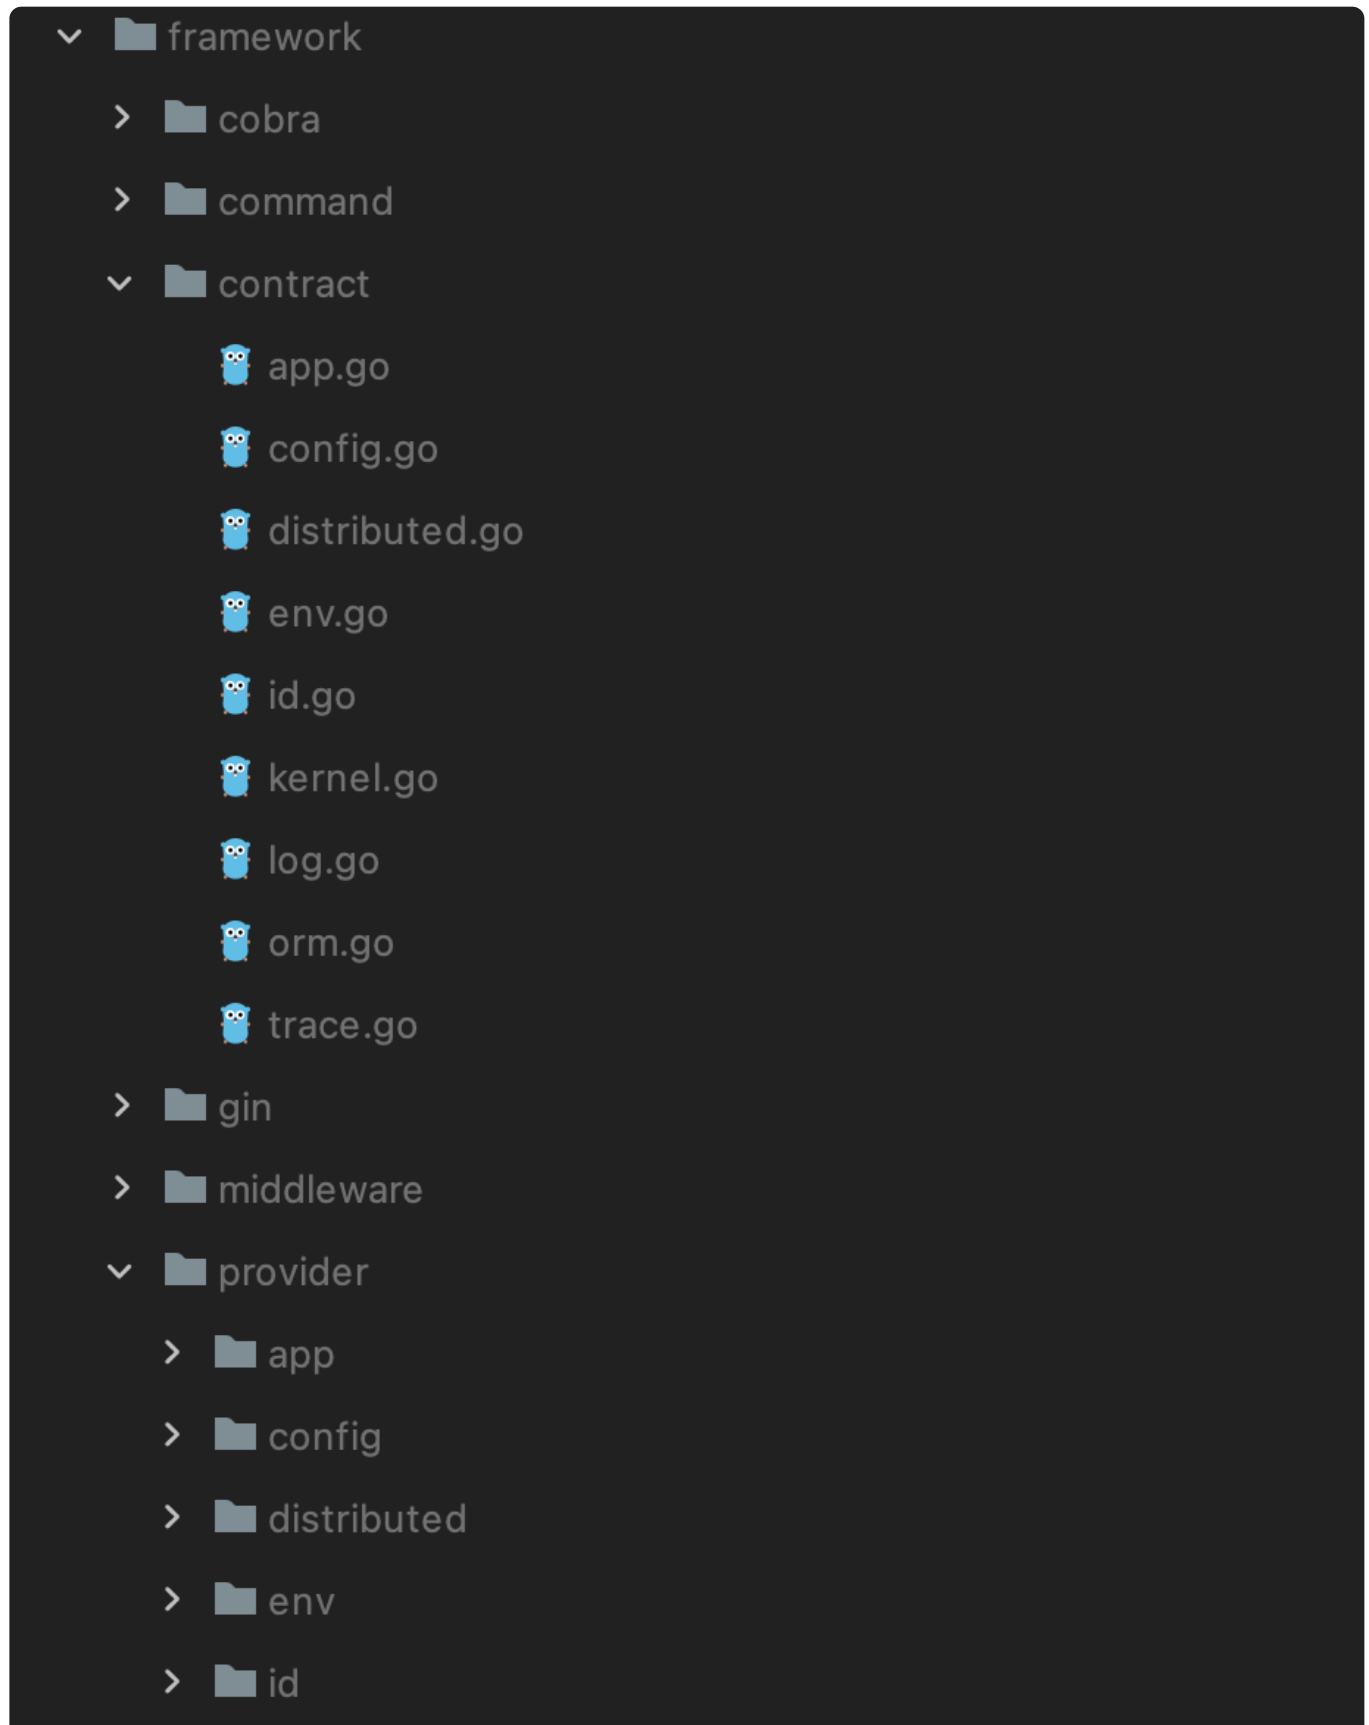 framework
cobra
command
contract
app.go
config.go
distributed.go
env.go
id.go
kernel.go
log.go
orm.go
trace.go
gin
middleware
provider
app
config
distributed
env
id